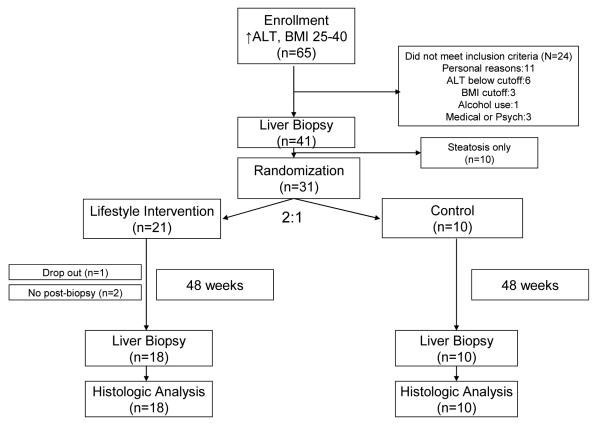 Enrollment
↑ALT, BMI 25-40
(n=65)
Did not meet inclusion criteria (N=24)
Personal reasons:11
ALT below cutoff:6
BMI cutoff:3
Alcohol use:1
Medical or Psych:3
Liver Biopsy
(n=41)
Steatosis only
(n=10)
Randomization
(n=31)
Lifestyle Intervention
(n=21)
2:1
Control
(n=10)
Drop out (n=1)
No post-biopsy (n=2)
48 weeks
48 weeks
Liver Biopsy
(n=18)
Liver Biopsy
(n=10)
Histologic Analysis
(n=18)
Histologic Analysis
(n=10)